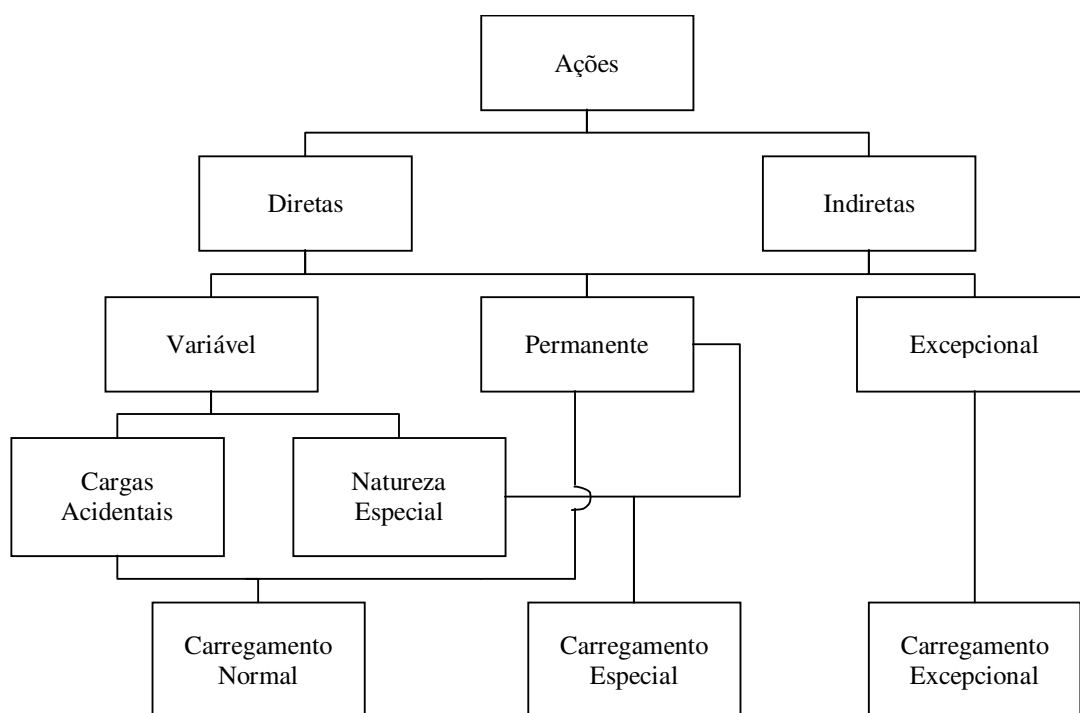 Ações
Diretas
Indiretas
Variável
Permanente
Excepcional
Cargas
Acidentais
Natureza
Especial
Carregamento
Normal
Carregamento
Especial
Carregamento
Excepcional